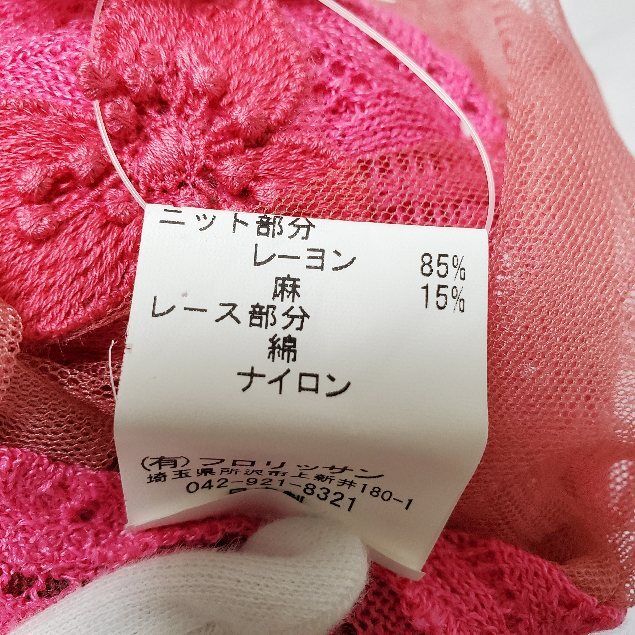 ニット部分
レーヨン 85%
麻 15%
レース部分
綿
ナイロン
(有)フロリッサン
埼玉県所沢市上新井180-1
042-921-8321